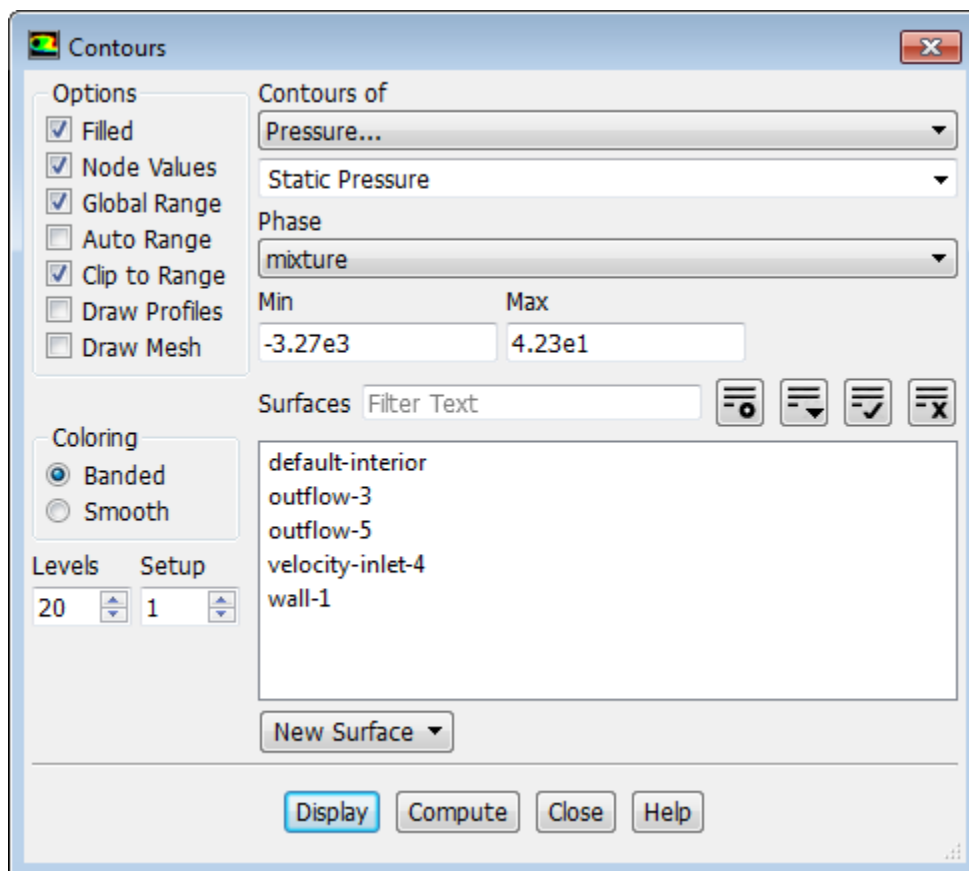 Contours
Options
Filled
Node Values
Global Range
Auto Range
Clip to Range
Draw Profiles
Draw Mesh
Coloring
Banded
Smooth
Levels Setup
20 1
Contours of
Pressure...
Static Pressure
Phase
mixture
Min Max
-3.27e3 4.23e1
Surfaces Filter Text
default-interior
outflow-3
outflow-5
velocity-inlet-4
wall-1
New Surface
Display Compute Close Help